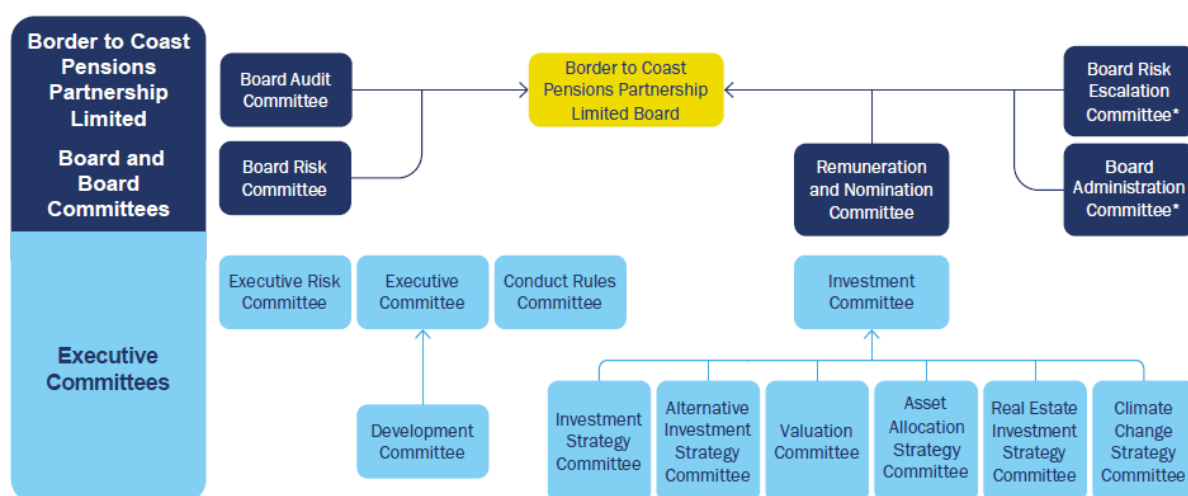 Border to Coast
Pensions
Partnership
Limited
Board and
Board
Committees
Board Audit
Committee
Board Risk
Committee
Border to Coast
Pensions Partnership
Limited Board
Remuneration
and Nomination
Committee
Board Risk
Escalation
Committee*
Board
Administration
Committee*
Executive
Committees
Executive Risk
Committee
Executive
Committee
Conduct Rules
Committee
Investment
Committee
Development
Committee
Investment
Strategy
Committee
Alternative
Investment
Strategy
Committee
Valuation
Committee
Asset
Allocation
Strategy
Committee
Real Estate
Investment
Strategy
Committee
Climate
Change
Strategy
Committee